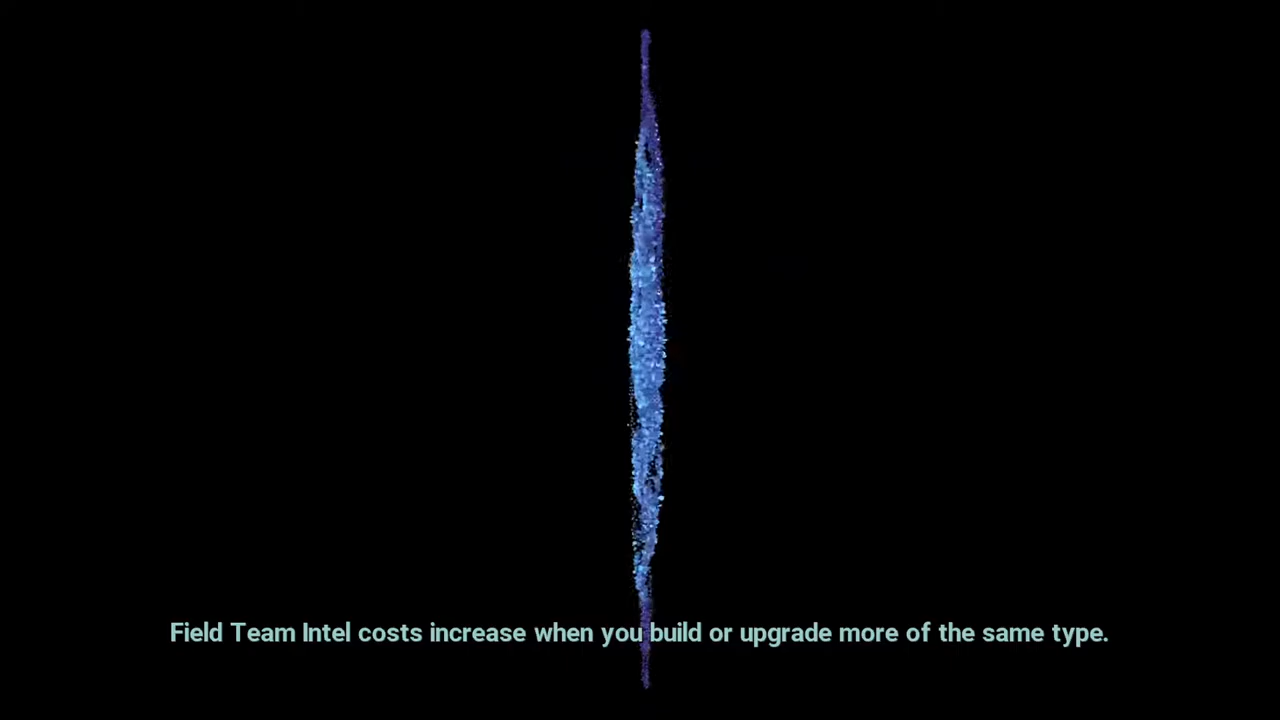 Field Team Intel costs increase when you build or upgrade more of the same type.